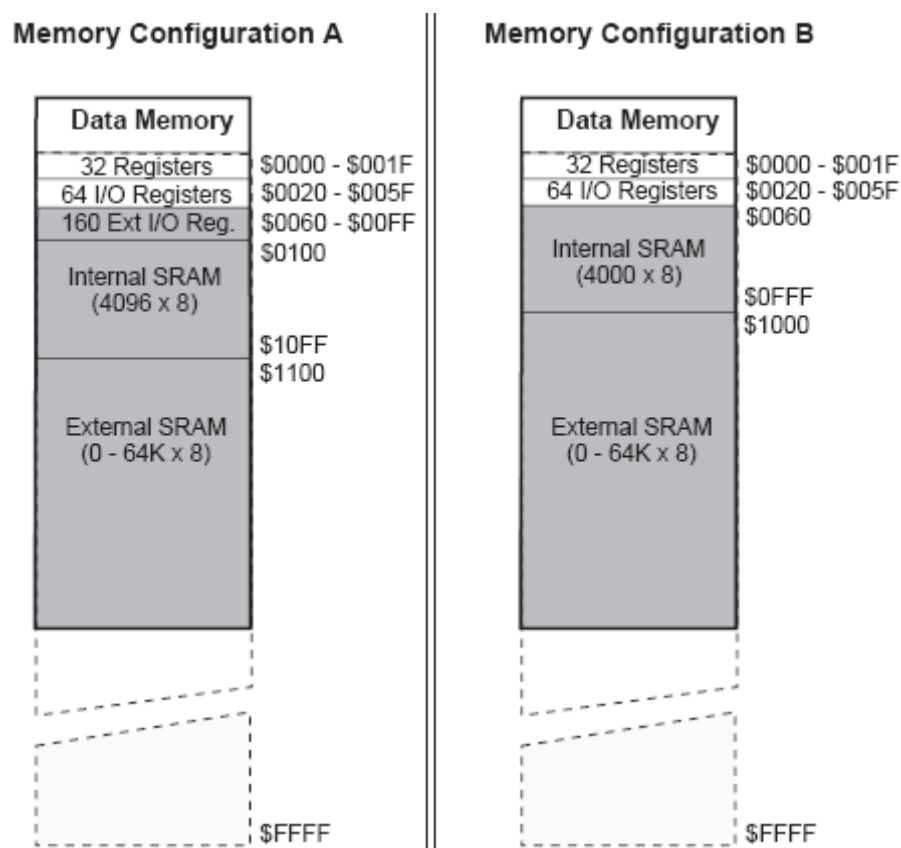 Memory Configuration A
Data Memory
32 Registers
$0000 - $001F
64 I/O Registers
$0020 - $005F
160 Ext I/O Reg.
$0060 - $00FF
$0100
Internal SRAM
(4096 x 8)
$10FF
$1100
External SRAM
(0 - 64K x 8)
$FFFF
Memory Configuration B
Data Memory
32 Registers
$0000 - $001F
64 I/O Registers
$0020 - $005F
$0060
Internal SRAM
(4000 x 8)
$0FFF
$1000
External SRAM
(0 - 64K x 8)
$FFFF